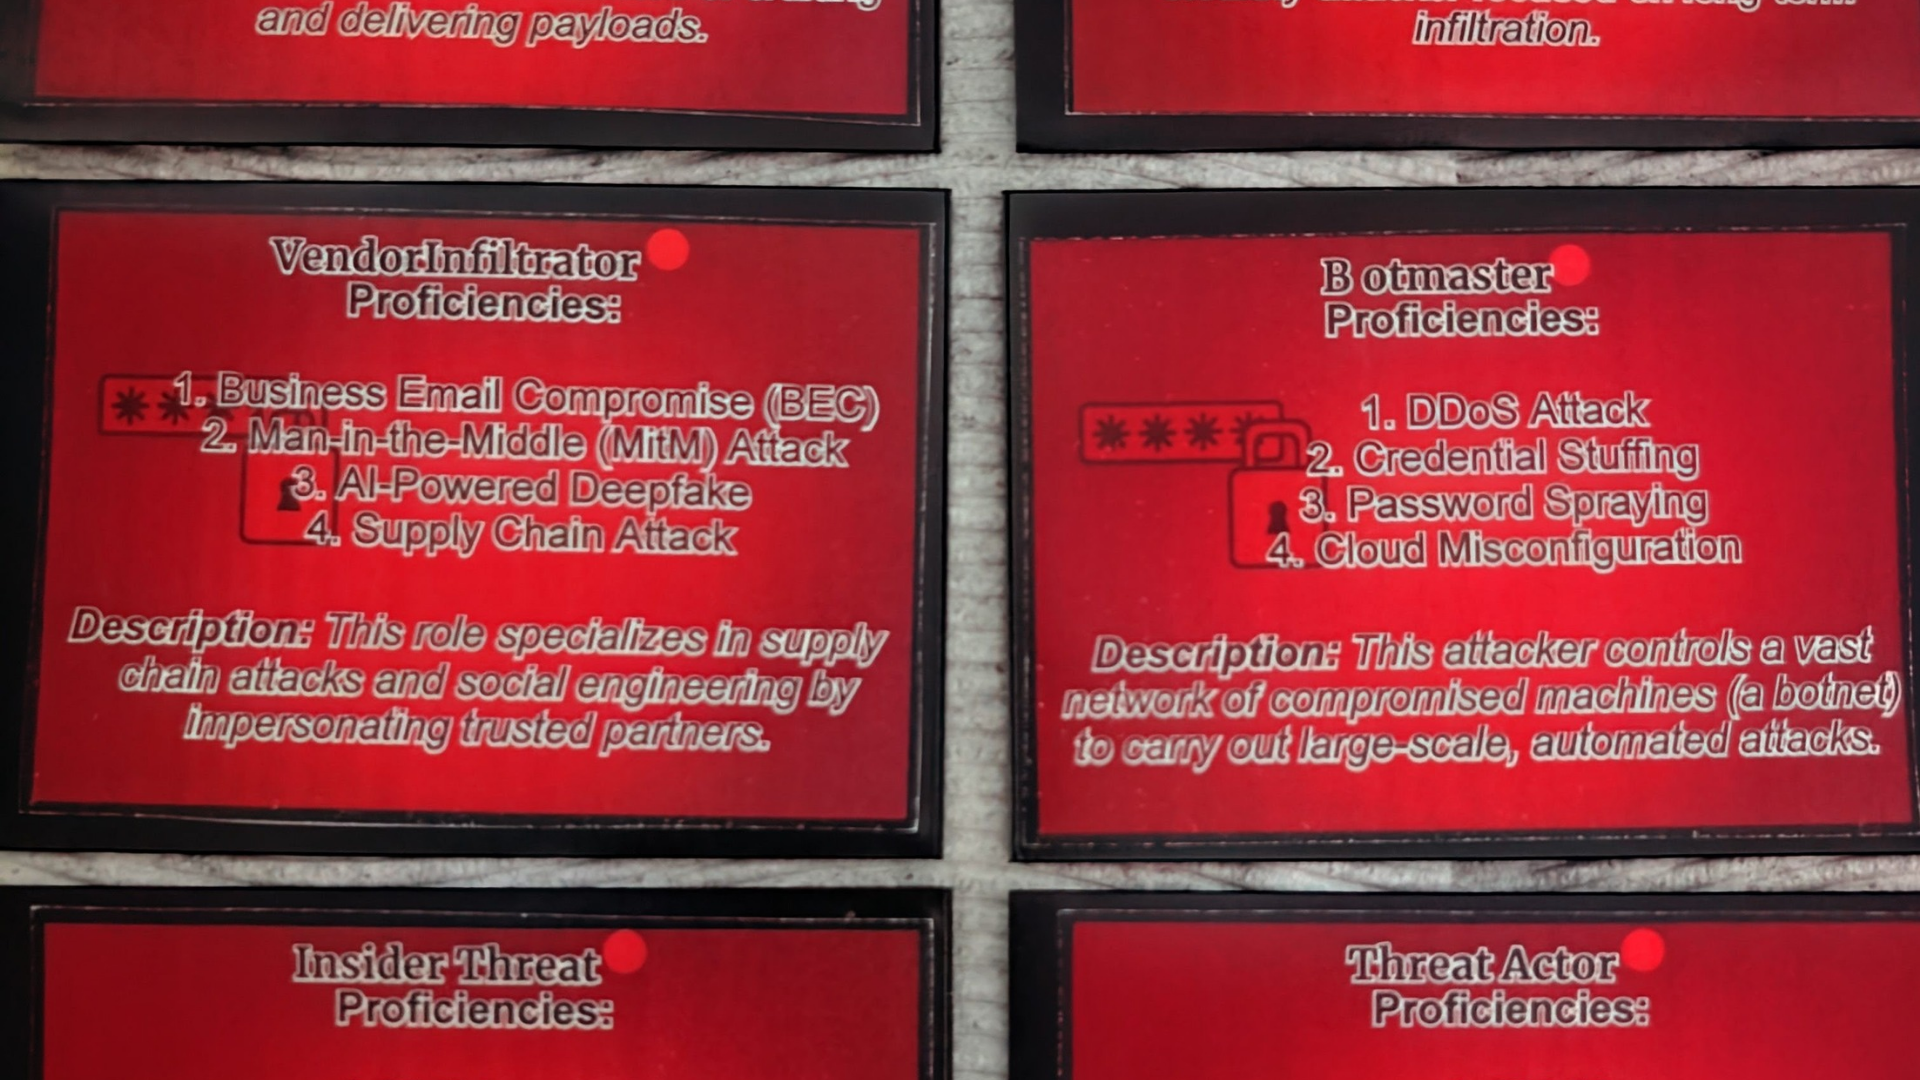 and delivering payloads.
infiltration.
VendorInfiltrator
Proficiencies:
1. Business Email Compromise (BEC)
2. Man-in-the-Middle (MitM) Attack
3. AI-Powered Deepfake
4. Supply Chain Attack
Description: This role specializes in supply
chain attacks and social engineering by
impersonating trusted partners.
B otmaster
Proficiencies:
1. DDoS Attack
2. Credential Stuffing
3. Password Spraying
4. Cloud Misconfiguration
Description: This attacker controls a vast
network of compromised machines (a botnet)
to carry out large-scale, automated attacks.
Insider Threat
Proficiencies:
Threat Actor
Proficiencies: